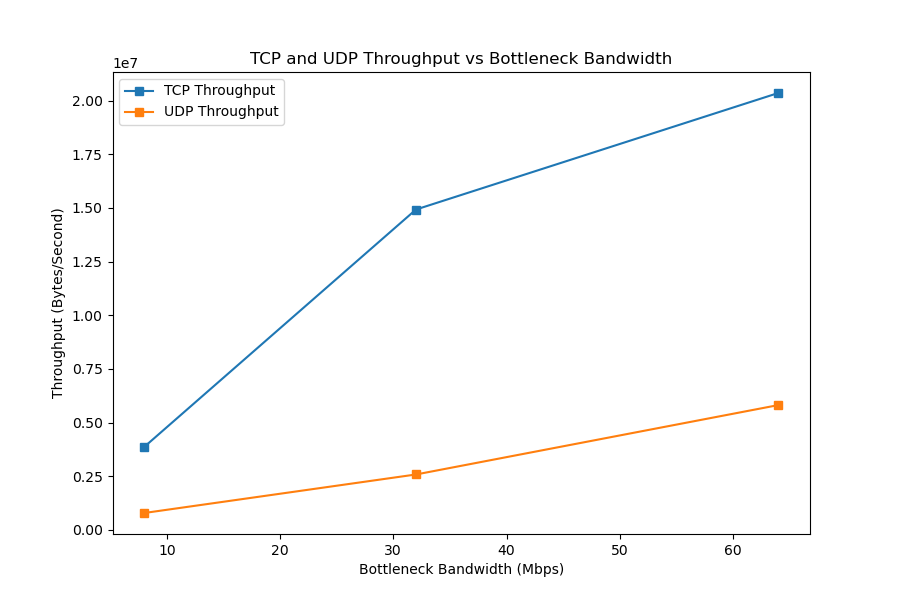 TCP and UDP Throughput vs Bottleneck Bandwidth
1e7
TCP Throughput
UDP Throughput
2.00
1.75
1.50
1.25
1.00
0.75
0.50
0.25
0.00
Throughput (Bytes/Second)
10 20 30 40 50 60
Bottleneck Bandwidth (Mbps)